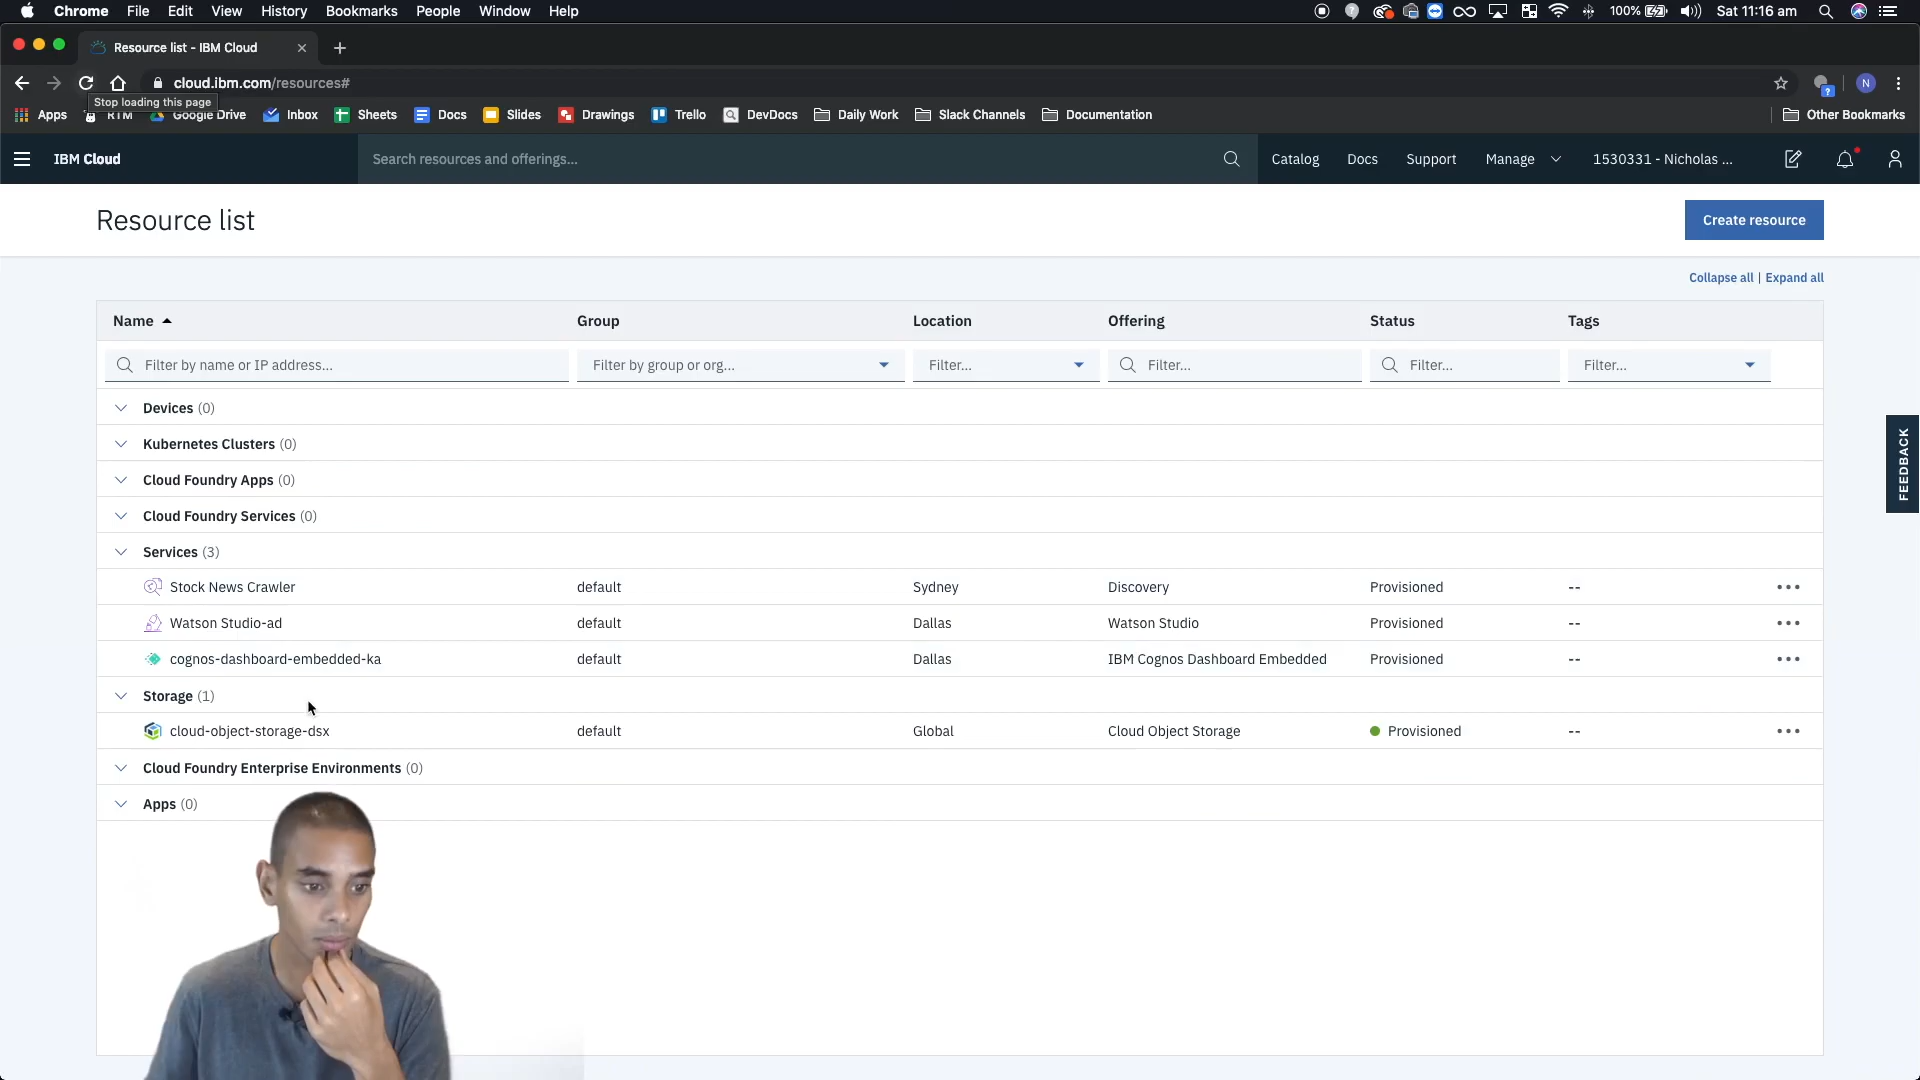 Chrome File Edit View History Bookmarks People Window Help 100% Sat 11:16 am
Resource list - IBM Cloud
cloud.ibm.com/resources#
Stop loading this page
Apps RTM Google Drive Inbox Sheets Docs Slides Drawings Trello DevDocs Daily Work Slack Channels Documentation Other Bookmarks
IBM Cloud Search resources and offerings... Catalog Docs Support Manage 1530331 - Nicholas ...
Resource list Create resource
Collapse all | Expand all
Name Group Location Offering Status Tags
Filter by name or IP address... Filter by group or org... Filter... Filter... Filter... Filter...
Devices (0)
Kubernetes Clusters (0)
FEEDBACK
Cloud Foundry Apps (0)
Cloud Foundry Services (0)
Services (3)
Stock News Crawler default Sydney Discovery Provisioned --
Watson Studio-ad default Dallas Watson Studio Provisioned --
cognos-dashboard-embedded-ka default Dallas IBM Cognos Dashboard Embedded Provisioned --
Storage (1)
cloud-object-storage-dsx default Global Cloud Object Storage Provisioned --
Cloud Foundry Enterprise Environments (0)
Apps (0)